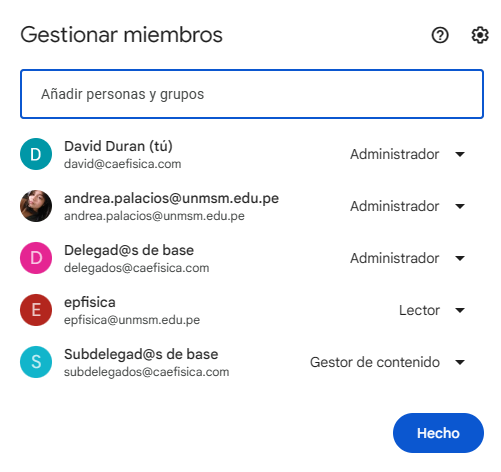 Gestionar miembros
Añadir personas y grupos
D
David Duran (tú)
david@caefisica.com
Administrador
andrea.palacios@unmsm.edu.pe
andrea.palacios@unmsm.edu.pe
Administrador
D
Delegad@s de base
delegados@caefisica.com
Administrador
E
epfisica
epfisica@unmsm.edu.pe
Lector
S
Subdelegad@s de base
subdelegados@caefisica.com
Gestor de contenido
Hecho